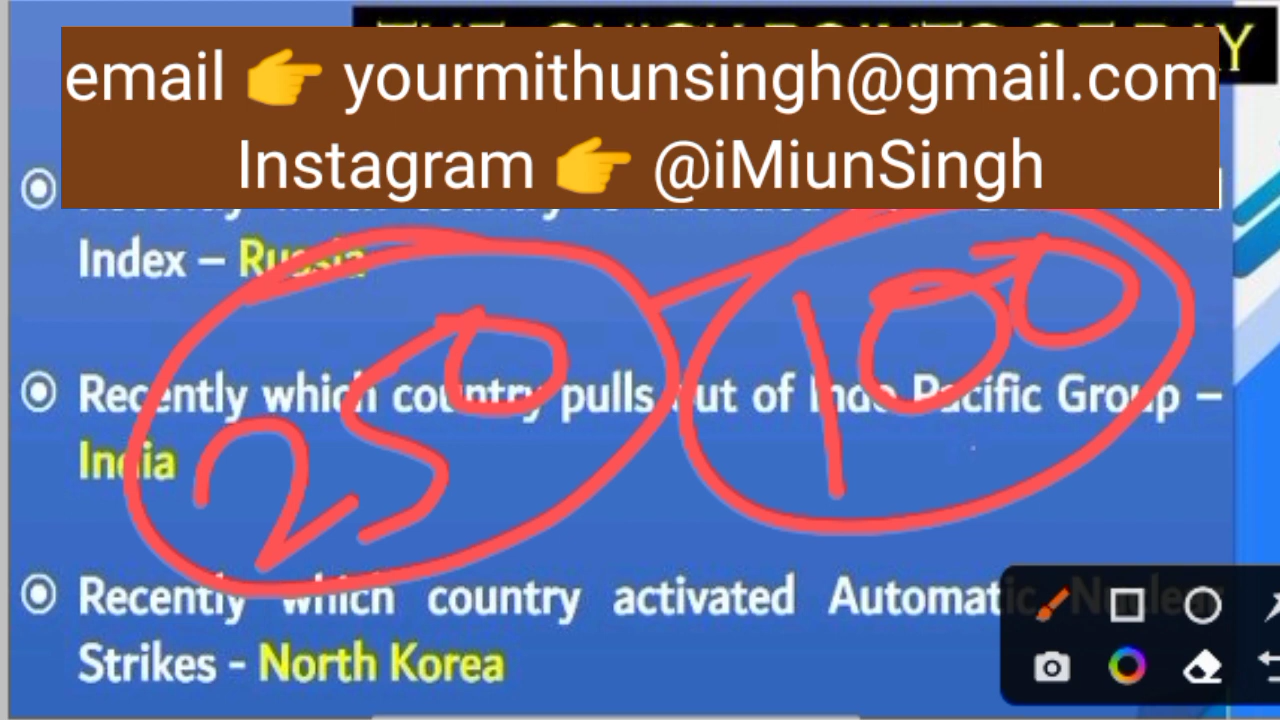 email 👉 yourmithunsingh@gmail.com
Instagram 👉 @iMiunSingh
Index – Russia
Recently which country pulls out of Indo Pacific Group –
India
Recently which country activated Automatic Nuclear
Strikes - North Korea
250
100